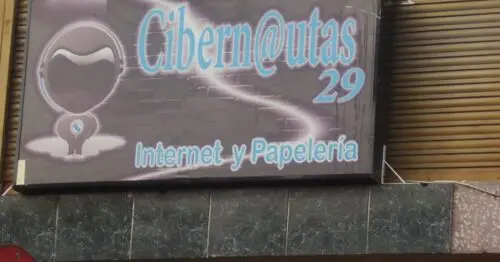 Cibern@utas
29
Internet y Papelería